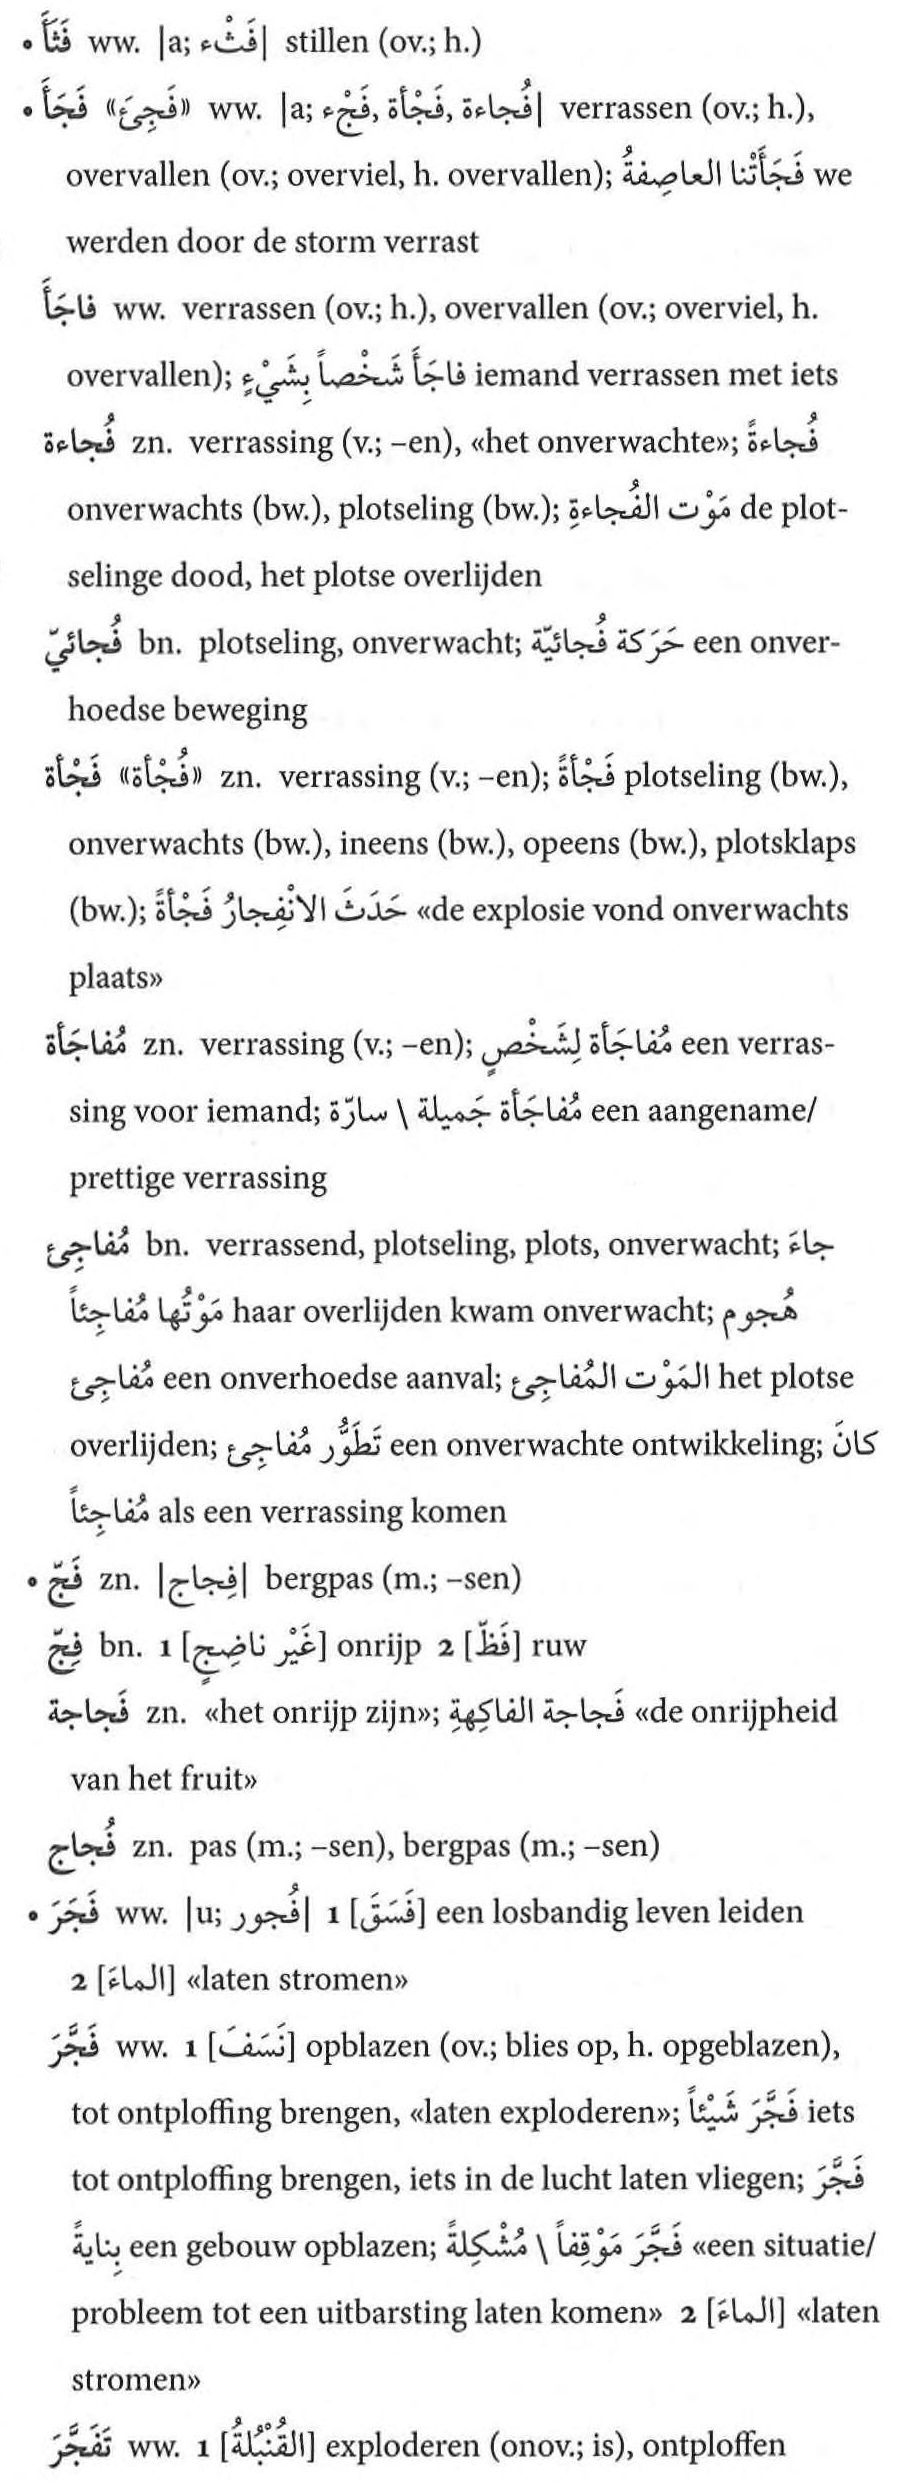 • فَثَأَ ww. |a; فَثْء| stillen (ov.; h.)
• فَجَأَ «فَجِئَ» ww. |a; فُجاءة, فَجْأة, فَجْء| verrassen (ov.; h.),
overvallen (ov.; overviel, h. overvallen); فَجَأَتْنا العاصِفةُ we
werden door de storm verrast
فاجَأَ ww. verrassen (ov.; h.), overvallen (ov.; overviel, h.
overvallen); فاجَأَ شَخْصاً بِشَيْءٍ iemand verrassen met iets
فُجاءة zn. verrassing (v.; –en), «het onverwachte»; فُجاءةً
onverwachts (bw.), plotseling (bw.); مَوْت الفُجاءةِ de plot-
selinge dood, het plotse overlijden
فُجائيّ bn. plotseling, onverwacht; حَرَكة فُجائيّة een onver-
hoedse beweging
فَجْأة «فُجْأة» zn. verrassing (v.; –en); فَجْأةً plotseling (bw.),
onverwachts (bw.), ineens (bw.), opeens (bw.), plotsklaps
(bw.); حَدَثَ الانْفِجارُ فَجْأةً «de explosie vond onverwachts
plaats»
مُفاجَأة zn. verrassing (v.; –en); مُفاجَأة لِشَخْصٍ een verras-
sing voor iemand; مُفاجَأة جَميلة \ سارّة een aangename/
prettige verrassing
مُفاجِئ bn. verrassend, plotseling, plots, onverwacht; جاءَ
مَوْتُها مُفاجِئاً haar overlijden kwam onverwacht; هُجوم
مُفاجِئ een onverhoedse aanval; المَوْت المُفاجِئ het plotse
overlijden; تَطَوُّر مُفاجِئ een onverwachte ontwikkeling; كانَ
مُفاجِئاً als een verrassing komen
• فَجّ zn. |فِجاج| bergpas (m.; –sen)
فِجّ bn. 1 [غَيْر ناضِجٍ] onrijp 2 [فَظّ] ruw
فَجاجة zn. «het onrijp zijn»; فَجاجة الفاكِهةِ «de onrijpheid
van het fruit»
فُجاج zn. pas (m.; –sen), bergpas (m.; –sen)
• فَجَرَ ww. |u; فُجور| 1 [فَسَقَ] een losbandig leven leiden
2 [الماءَ] «laten stromen»
فَجَّرَ ww. 1 [نَسَفَ] opblazen (ov.; blies op, h. opgeblazen),
tot ontploffing brengen, «laten exploderen»; فَجَّرَ شَيْئاً iets
tot ontploffing brengen, iets in de lucht laten vliegen; فَجَّرَ
بِنايةً een gebouw opblazen; فَجَّرَ مَوْقِفاً \ مُشْكِلةً «een situatie/
probleem tot een uitbarsting laten komen» 2 [الماءَ] «laten
stromen»
تَفَجَّرَ ww. 1 [القُنْبُلةُ] exploderen (onov.; is), ontploffen